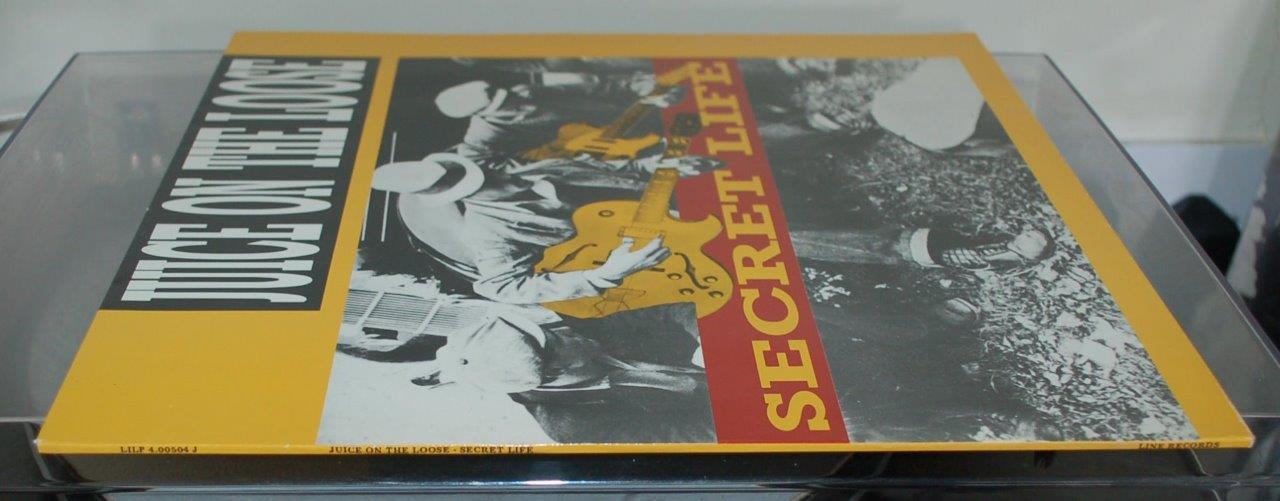 JUICE ON THE LOOSE
SECRET LIFE
LILP 4.00504 J
JUICE ON THE LOOSE - SECRET LIFE
LINE RECORDS